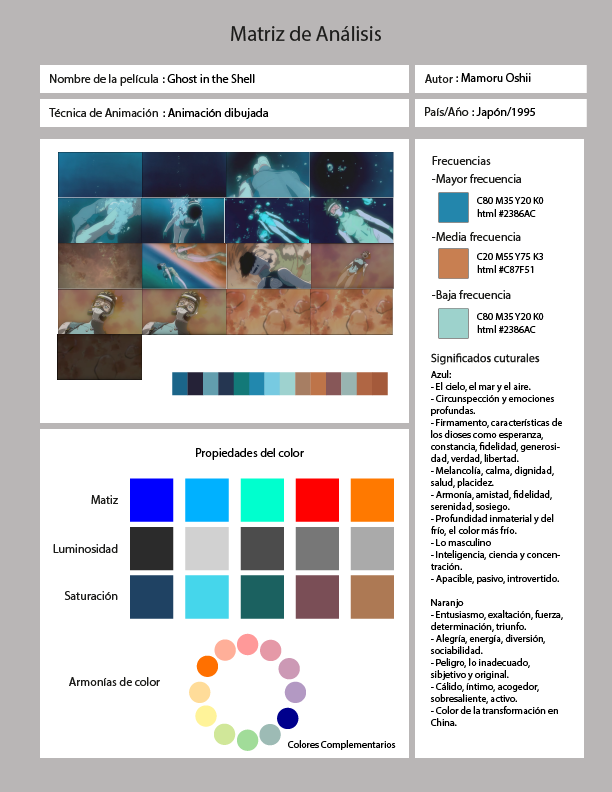 Matriz de Análisis
Nombre de la película : Ghost in the Shell
Autor : Mamoru Oshii
Técnica de Animación : Animación dibujada
País/Año : Japón/1995
Frecuencias
-Mayor frecuencia
C80 M35 Y20 K0
html #2386AC
-Media frecuencia
C20 M55 Y75 K3
html #C87F51
-Baja frecuencia
C80 M35 Y20 K0
html #2386AC
Significados cuturales
Azul:
- El cielo, el mar y el aire.
- Circunspección y emociones
profundas.
- Firmamento, características de
los dioses como esperanza,
constancia, fidelidad, generosi-
dad, verdad, libertad.
- Melancolía, calma, dignidad,
salud, placidez.
- Armonía, amistad, fidelidad,
serenidad, sosiego.
- Profundidad inmaterial y del
frío, el color más frío.
- Lo masculino
- Inteligencia, ciencia y concen-
tración.
- Apacible, pasivo, introvertido.
Naranjo
- Entusiasmo, exaltación, fuerza,
determinación, triunfo.
- Alegría, energía, diversión,
sociabilidad.
- Peligro, lo inadecuado,
sibjetivo y original.
- Cálido, íntimo, acogedor,
sobresaliente, activo.
- Color de la transformación en
China.
Propiedades del color
Matiz
Luminosidad
Saturación
Armonías de color
Colores Complementarios